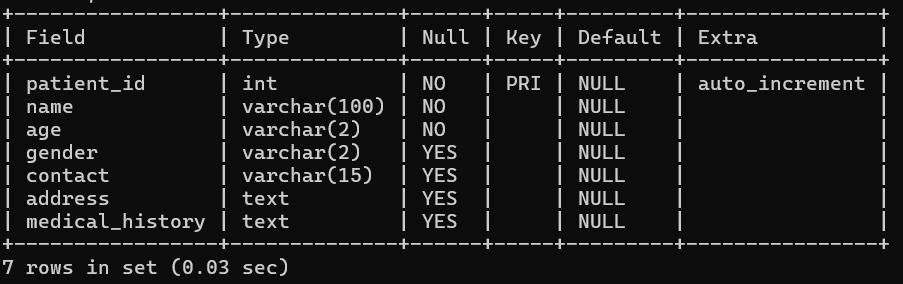 +-----------------+--------------+------+-----+---------+----------------+
| Field           | Type         | Null | Key | Default | Extra          |
+-----------------+--------------+------+-----+---------+----------------+
| patient_id      | int          | NO   | PRI | NULL    | auto_increment |
| name            | varchar(100) | NO   |     | NULL    |                |
| age             | varchar(2)   | NO   |     | NULL    |                |
| gender          | varchar(2)   | YES  |     | NULL    |                |
| contact         | varchar(15)  | YES  |     | NULL    |                |
| address         | text         | YES  |     | NULL    |                |
| medical_history | text         | YES  |     | NULL    |                |
+-----------------+--------------+------+-----+---------+----------------+
7 rows in set (0.03 sec)